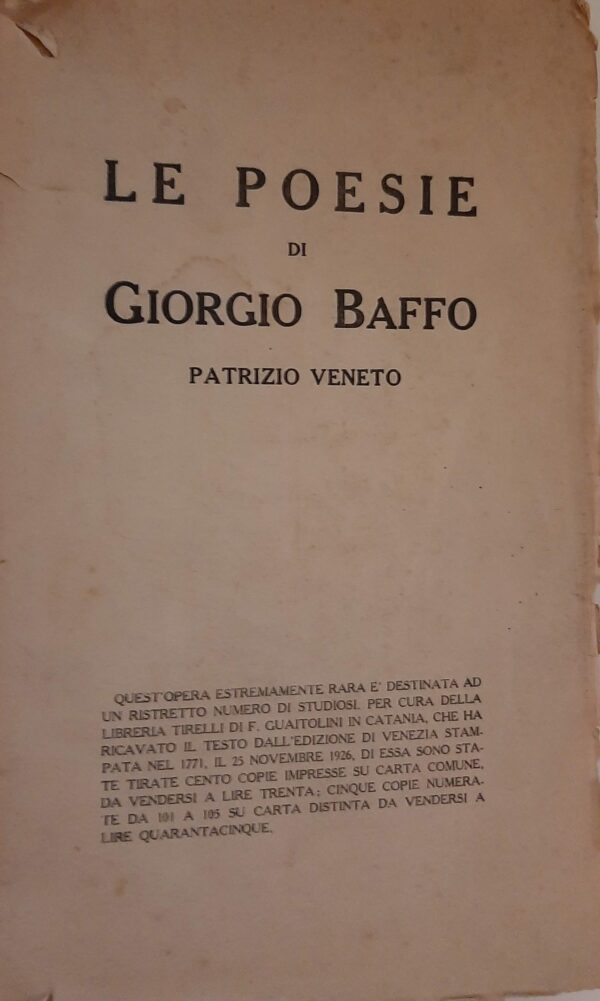 LE POESIE
DI
GIORGIO BAFFO
PATRIZIO VENETO
QUEST'OPERA ESTREMAMENTE RARA E' DESTINATA AD
UN RISTRETTO NUMERO DI STUDIOSI. PER CURA DELLA
LIBRERIA TIRELLI DI F. GUAITOLINI IN CATANIA, CHE HA
RICAVATO IL TESTO DALL'EDIZIONE DI VENEZIA STAM-
PATA NEL 1771, IL 25 NOVEMBRE 1926, DI ESSA SONO STA-
TE TIRATE CENTO COPIE IMPRESSE SU CARTA COMUNE,
DA VENDERSI A LIRE TRENTA; CINQUE COPIE NUMERA-
TE DA 101 A 105 SU CARTA DISTINTA DA VENDERSI A
LIRE QUARANTACINQUE.